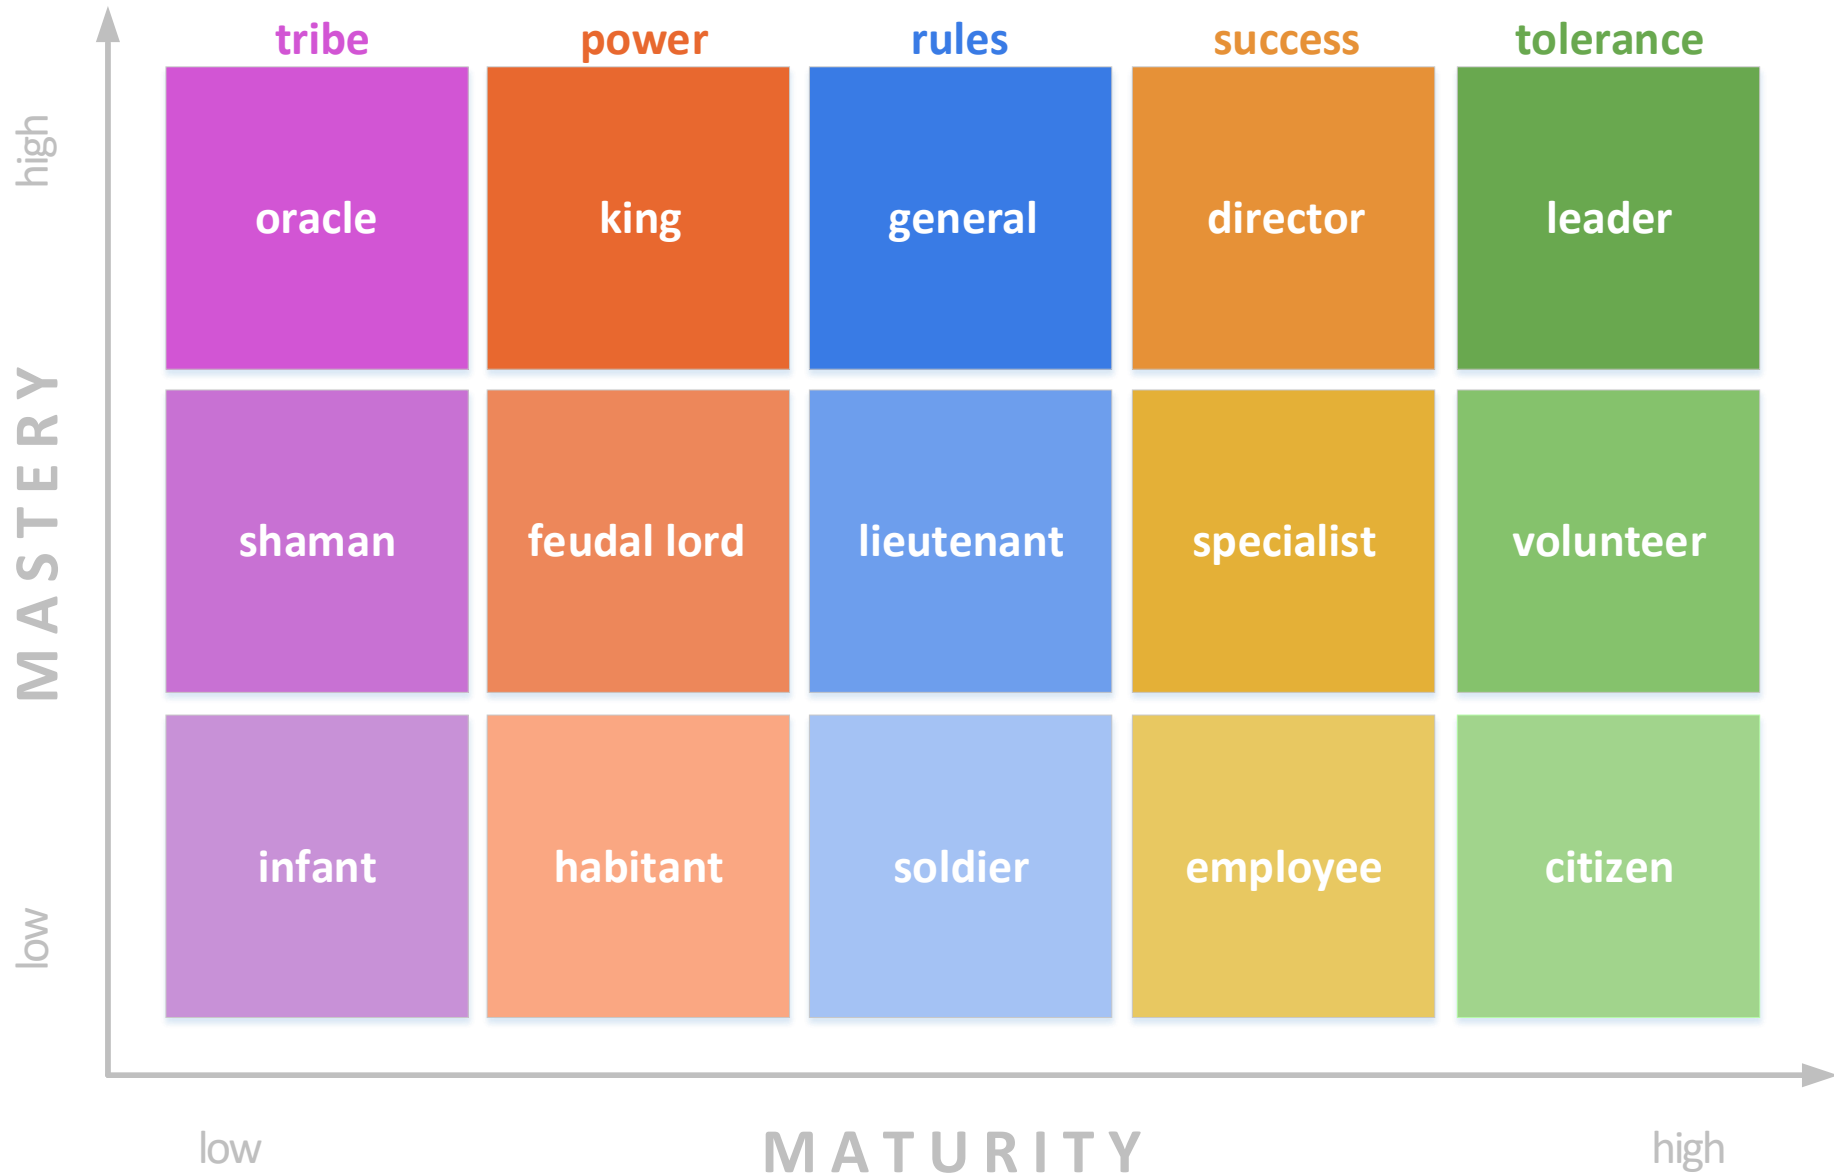 tribe power rules success tolerance
high
oracle king general director leader
MASTERY
shaman feudal lord lieutenant specialist volunteer
infant habitant soldier employee citizen
low
low MATURITY high